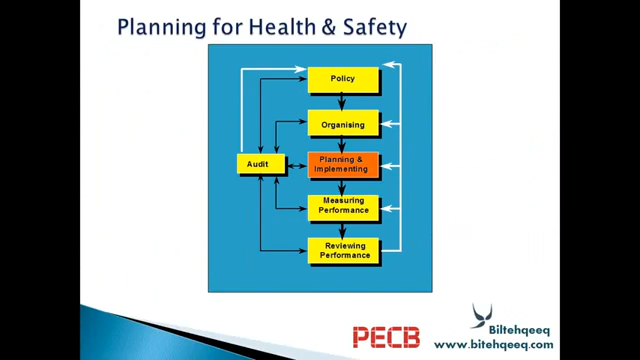 Planning for Health & Safety
Policy
Organising
Audit
Planning &
Implementing
Measuring
Performance
Reviewing
Performance
PECB
Biltehqeeq
www.bitehqeeq.com